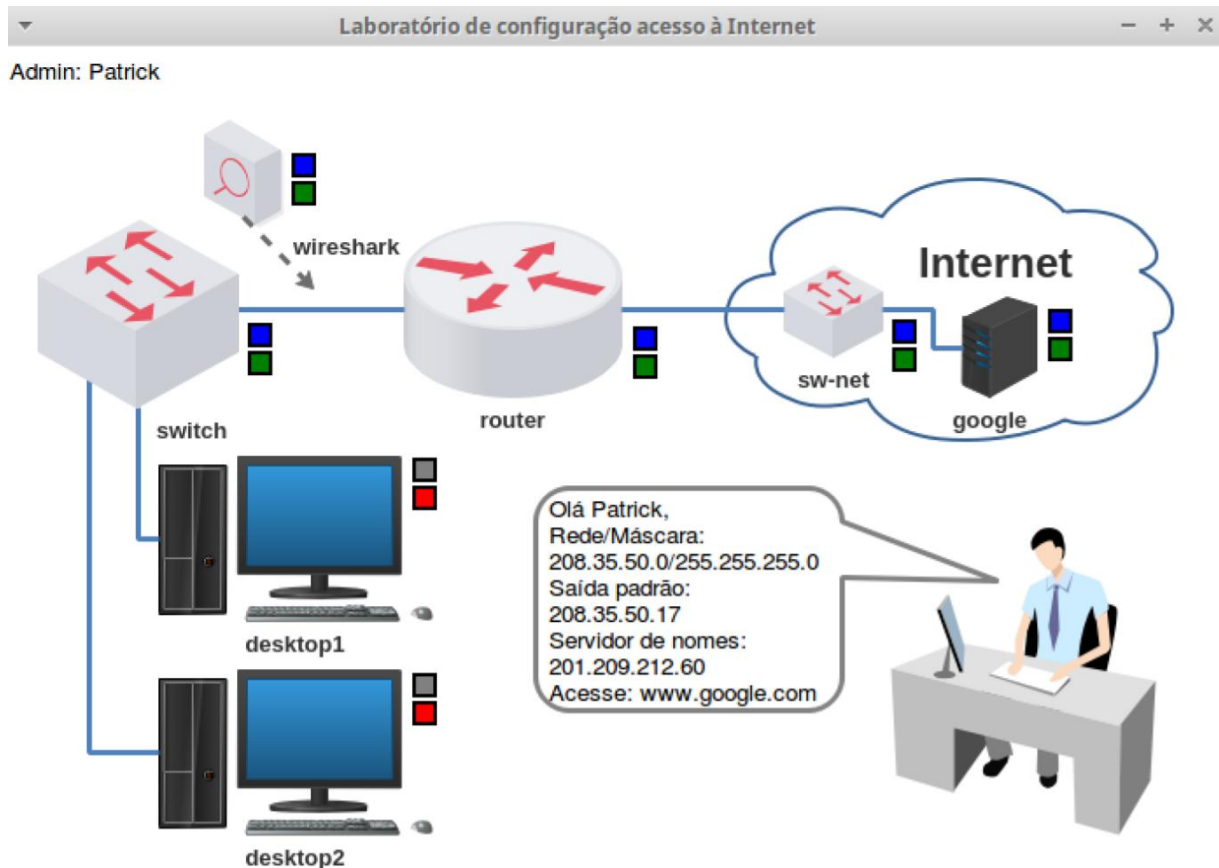 Laboratório de configuração acesso à Internet
Admin: Patrick
wireshark
Internet
switch
router
sw-net
google
desktop1
Olá Patrick,
Rede/Máscara:
208.35.50.0/255.255.255.0
Saída padrão:
208.35.50.17
Servidor de nomes:
201.209.212.60
Acesse: www.google.com
desktop2